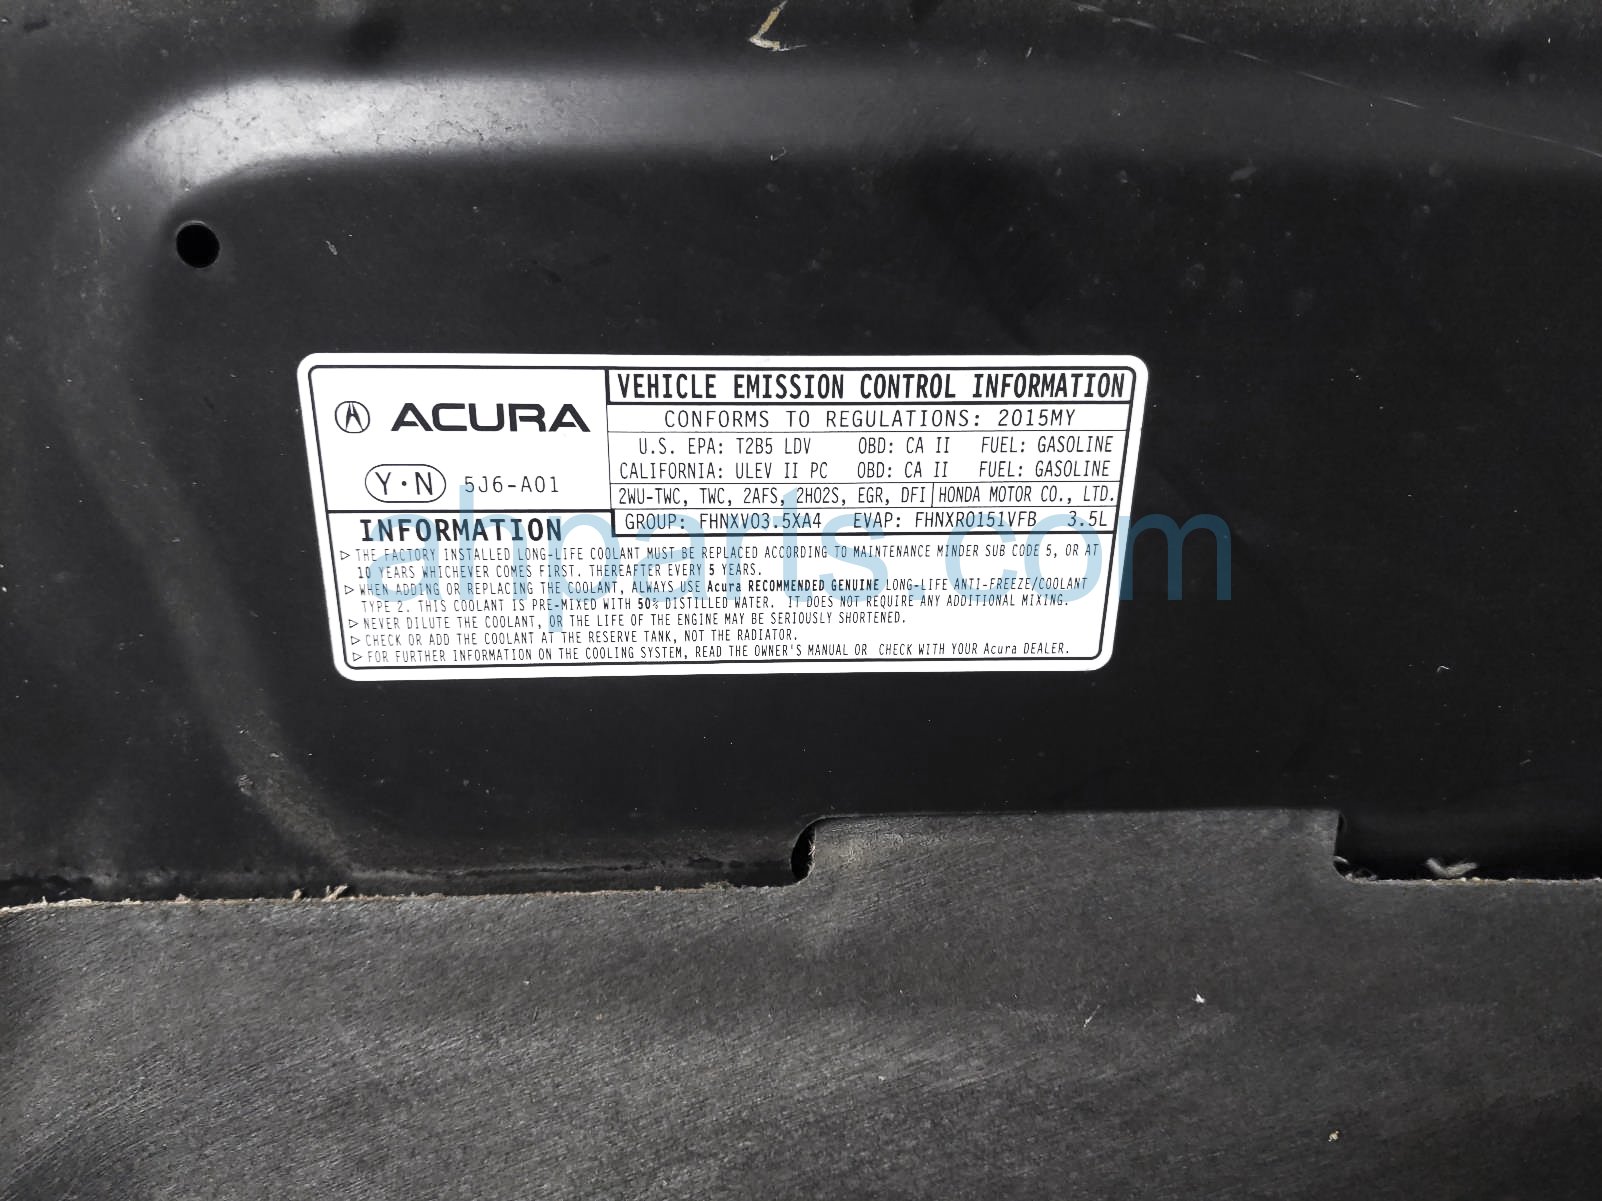 ACURA
Y·N 5J6-A01
VEHICLE EMISSION CONTROL INFORMATION
CONFORMS TO REGULATIONS: 2015MY
U.S. EPA: T2B5 LDV OBD: CA II FUEL: GASOLINE
CALIFORNIA: ULEV II PC OBD: CA II FUEL: GASOLINE
2WU-TWC, TWC, 2AFS, 2HO2S, EGR, DFI HONDA MOTOR CO., LTD.
GROUP: FHNXV03.5XA4 EVAP: FHNXR0151VFB 3.5L
INFORMATION
▷ THE FACTORY INSTALLED LONG-LIFE COOLANT MUST BE REPLACED ACCORDING TO MAINTENANCE MINDER SUB CODE 5, OR AT
10 YEARS WHICHEVER COMES FIRST. THEREAFTER EVERY 5 YEARS.
▷ WHEN ADDING OR REPLACING THE COOLANT, ALWAYS USE Acura RECOMMENDED GENUINE LONG-LIFE ANTI-FREEZE/COOLANT
TYPE 2. THIS COOLANT IS PRE-MIXED WITH 50% DISTILLED WATER. IT DOES NOT REQUIRE ANY ADDITIONAL MIXING.
▷ NEVER DILUTE THE COOLANT, OR THE LIFE OF THE ENGINE MAY BE SERIOUSLY SHORTENED.
▷ CHECK OR ADD THE COOLANT AT THE RESERVE TANK, NOT THE RADIATOR.
▷ FOR FURTHER INFORMATION ON THE COOLING SYSTEM, READ THE OWNER'S MANUAL OR CHECK WITH YOUR Acura DEALER.
ahparts.com